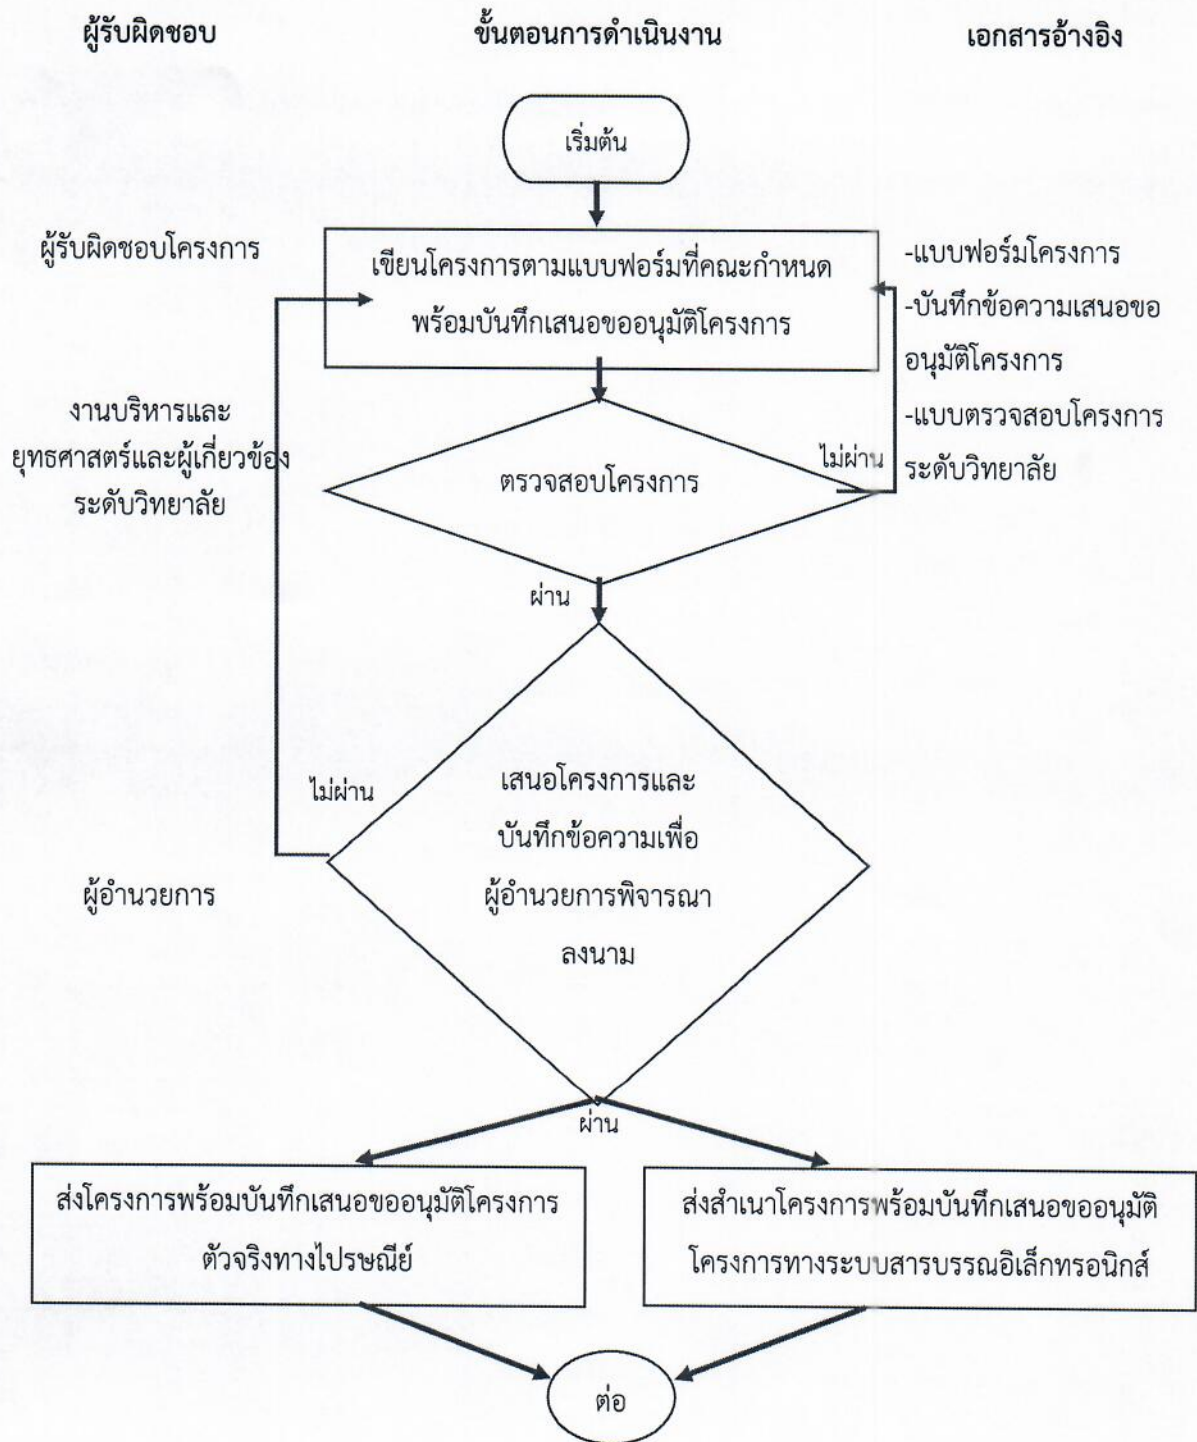 ผู้รับผิดชอบ
ขั้นตอนการดำเนินงาน
เอกสารอ้างอิง
เริ่มต้น
ผู้รับผิดชอบโครงการ
เขียนโครงการตามแบบฟอร์มที่คณะกำหนด
พร้อมบันทึกเสนอขออนุมัติโครงการ
-แบบฟอร์มโครงการ
-บันทึกข้อความเสนอขอ
อนุมัติโครงการ
-แบบตรวจสอบโครงการ
ระดับวิทยาลัย
งานบริหารและ
ยุทธศาสตร์และผู้เกี่ยวข้อง
ระดับวิทยาลัย
ตรวจสอบโครงการ
ไม่ผ่าน
ผ่าน
ไม่ผ่าน
เสนอโครงการและ
บันทึกข้อความเพื่อ
ผู้อำนวยการพิจารณา
ลงนาม
ผู้อำนวยการ
ผ่าน
ส่งโครงการพร้อมบันทึกเสนอขออนุมัติโครงการ
ตัวจริงทางไปรษณีย์
ส่งสำเนาโครงการพร้อมบันทึกเสนอขออนุมัติ
โครงการทางระบบสารบรรณอิเล็กทรอนิกส์
ต่อ